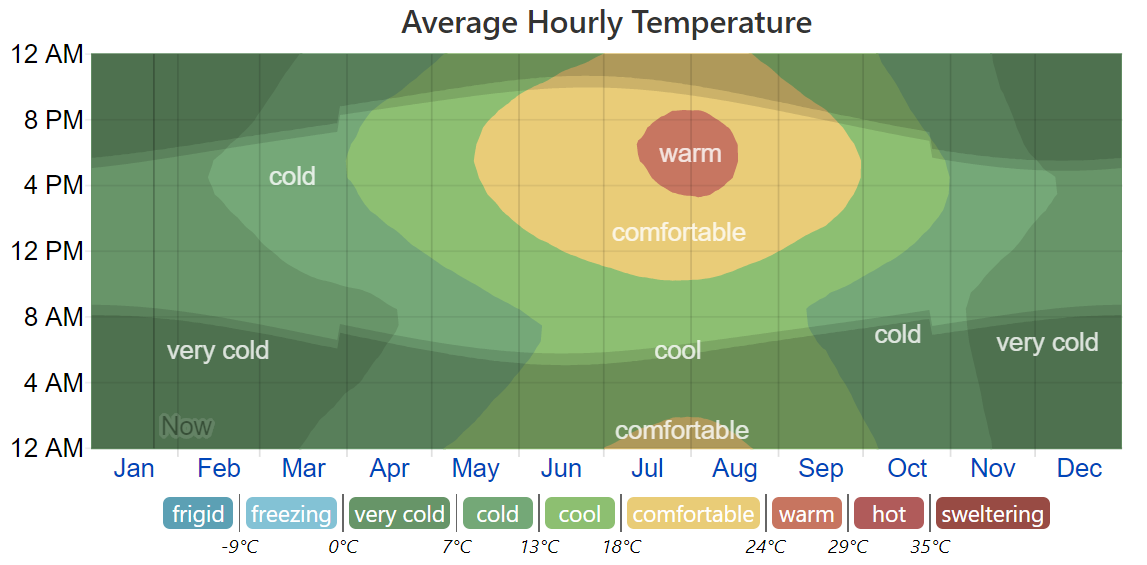 Average Hourly Temperature
12 AM
8 PM
4 PM
12 PM
8 AM
4 AM
12 AM
cold
warm
comfortable
very cold
cool
cold
very cold
Now
comfortable
Jan Feb Mar Apr May Jun Jul Aug Sep Oct Nov Dec
frigid freezing very cold cold cool comfortable warm hot sweltering
-9°C 0°C 7°C 13°C 18°C 24°C 29°C 35°C